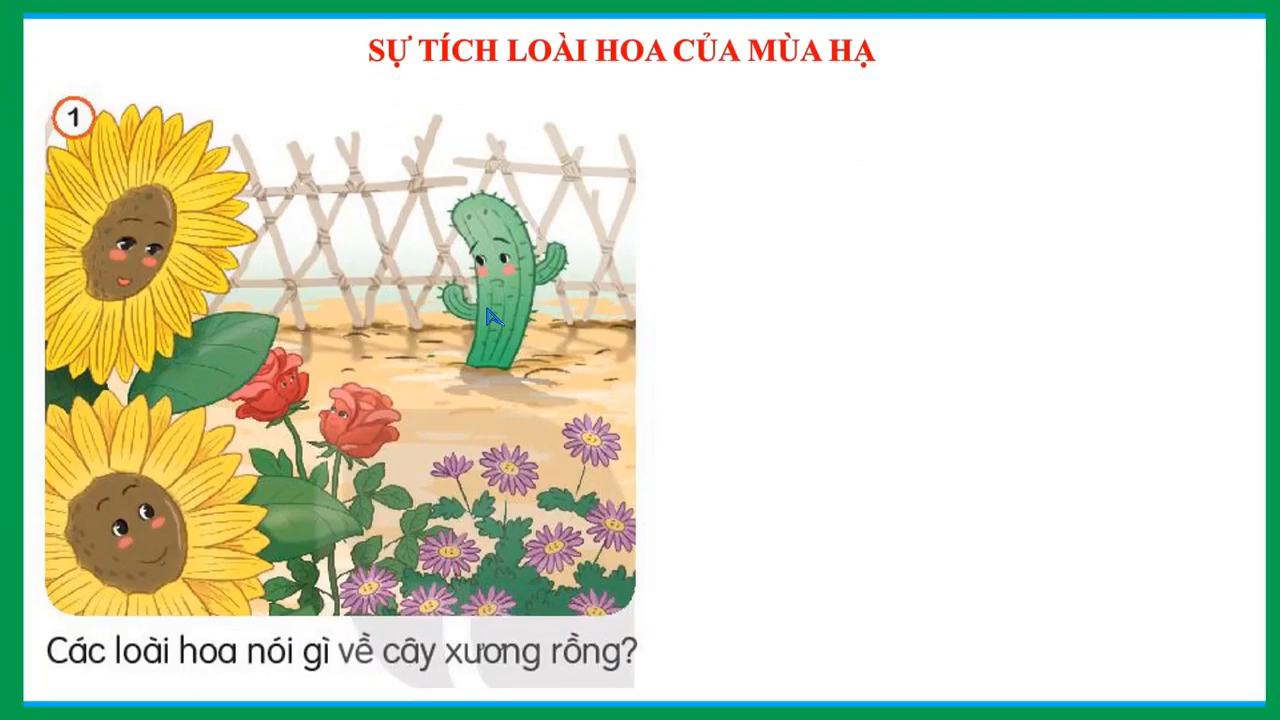 SỰ TÍCH LOÀI HOA CỦA MÙA HẠ
1
Các loài hoa nói gì về cây xương rồng?